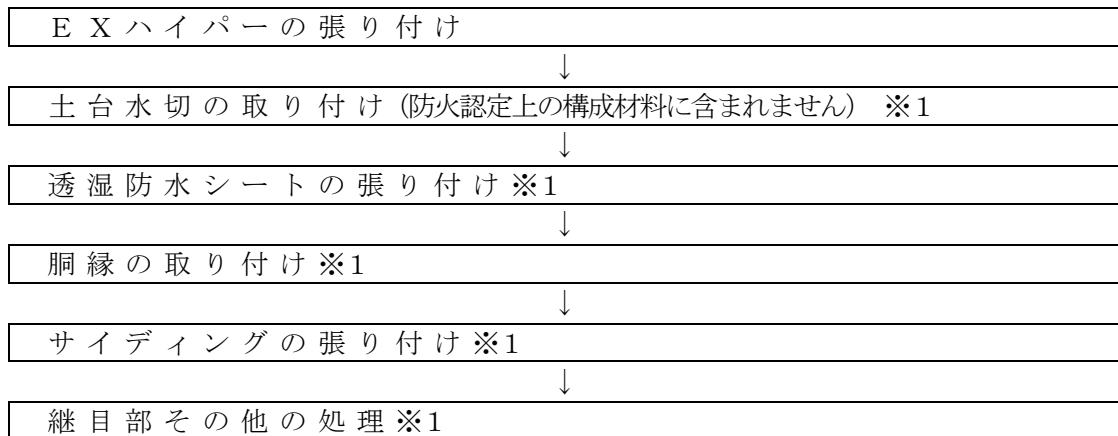 ＥＸハイパーの張り付け
↓
土台水切の取り付け（防火認定上の構成材料に含まれません） ※1
↓
透湿防水シートの張り付け※1
↓
胴縁の取り付け※1
↓
サイディングの張り付け※1
↓
継目部その他の処理※1